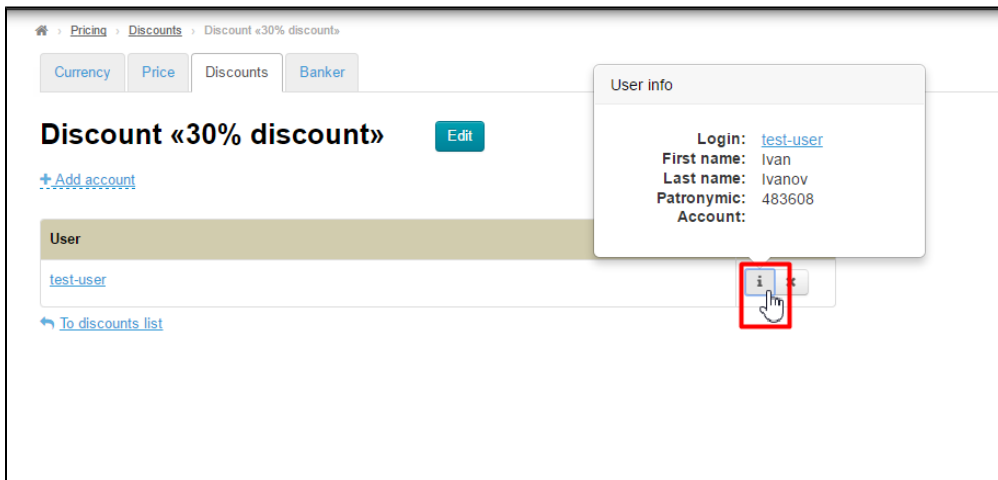 Pricing › Discounts › Discount «30% discount»
Currency Price Discounts Banker
User info
Discount «30% discount» Edit
Login: test-user
First name: Ivan
Last name: Ivanov
Patronymic: 483608
Account:
+ Add account
User
test-user i x
To discounts list